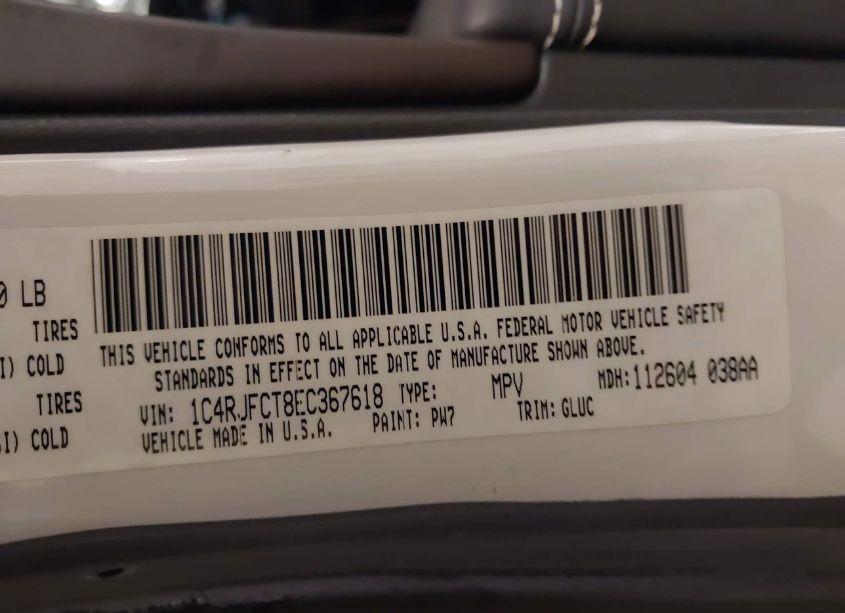 0 LB
TIRES
I) COLD
TIRES
SI) COLD
THIS VEHICLE CONFORMS TO ALL APPLICABLE U.S.A. FEDERAL MOTOR VEHICLE SAFETY
STANDARDS IN EFFECT ON THE DATE OF MANUFACTURE SHOWN ABOVE.
VIN: 1C4RJFCT8EC367618 TYPE: MPV MDH:112604 038AA
VEHICLE MADE IN U.S.A. PAINT: PW7 TRIM: GLUC